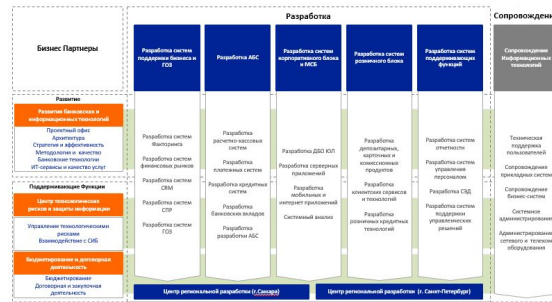 Разработка
Сопровождени
Бизнес Партнеры
Разработка систем
поддержки бизнеса и
ГОЗ
Разработка АБС
Разработка систем
корпоративного блока
и МСБ
Разработка систем
розничного блока
Разработка систем
поддерживающих
функций
Сопровождение
Информационных
технологий
Развитие
Развитие банковских и
информационных технологий
Проектный офис
Архитектура
Стратегия и эффективность
Методология и качество
Банковские технологии
ИТ-сервисы и качество услуг
Поддерживающие Функции
Центр технологических
рисков и защиты информации
Управление технологическими
рисками
Взаимодействие с СИБ
Бюджетирование и договорная
деятельность
Бюджетирование
Договорная и закупочная
деятельность
Разработка систем
Факторинга
Разработка систем
финансовых рынков
Разработка систем
CRM
Разработка систем
СПР
Разработка систем
ГОЗ
Разработка
расчетно-кассовых
систем
Разработка
платежных систем
Разработка кредитных
систем
Разработка
банковских вкладов
Разработка
разработки АБС
Разработка ДБО ЮЛ
Разработка серверных
приложений
Разработка
мобильных и
интернет приложений
Системный анализ
Разработка
депозитарных,
карточных и
комиссионных
продуктов
Разработка
клиентских сервисов
и технологий
Разработка
розничных кредитных
технологий
Разработка систем
отчетности
Разработка систем
управления
персоналом
Разработка СЭД
Разработка систем
поддержки
управленческих
решений
Техническая
поддержка
пользователей
Сопровождение
прикладных систем
Сопровождение
бизнес-систем
Системное
администрирование
Администрирование
сетевого и телеком
оборудования
Центр региональной разработки (г.Самара)
Центр региональной разработки (г. Санкт-Петербург)